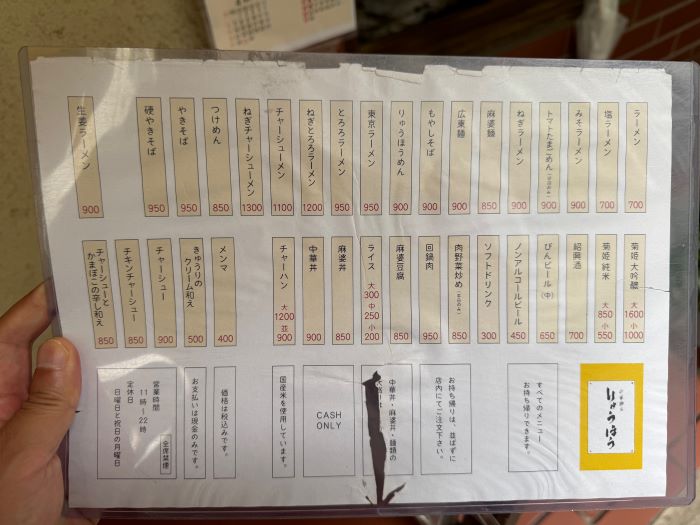 ラーメン 700
塩ラーメン 700
みそラーメン 900
トマトたまごめん 900
ねぎラーメン 900
麻婆麺 850
広東麺 900
もやしそば 900
りゅうほうめん 900
東京ラーメン 950
とろろラーメン 950
ねぎとろろラーメン 1200
チャーシューメン 1100
ねぎチャーシューメン 1300
つけめん 850
やきそば 950
硬やきそば 950
生姜ラーメン 900
菊姫 大吟醸 大1600 小1000
菊姫 純米 大850 小550
紹興酒 700
びんビール(中) 650
ノンアルコールビール 450
ソフトドリンク 300
肉野菜炒め 850
回鍋肉 950
麻婆豆腐 850
ライス 大300 中250 小200
麻婆丼 850
中華丼 900
チャーハン 大1200 並900
メンマ 400
きゅうりの
クリーム和え 500
チャーシュー 900
チキンチャーシュー 850
チャーシューと
かまぼこの辛し和え 850
りゅうほう
すべてのメニュー
お持ち帰りできます。
お持ち帰りは、並ばずに
店内にてご注文下さい。
中華丼・麻婆丼・麺類の
CASH
ONLY
国産米を使用しています。
価格は税込みです。
お支払いは現金のみです。
営業時間
11時〜22時
定休日
日曜日と祝日の月曜日
全席禁煙